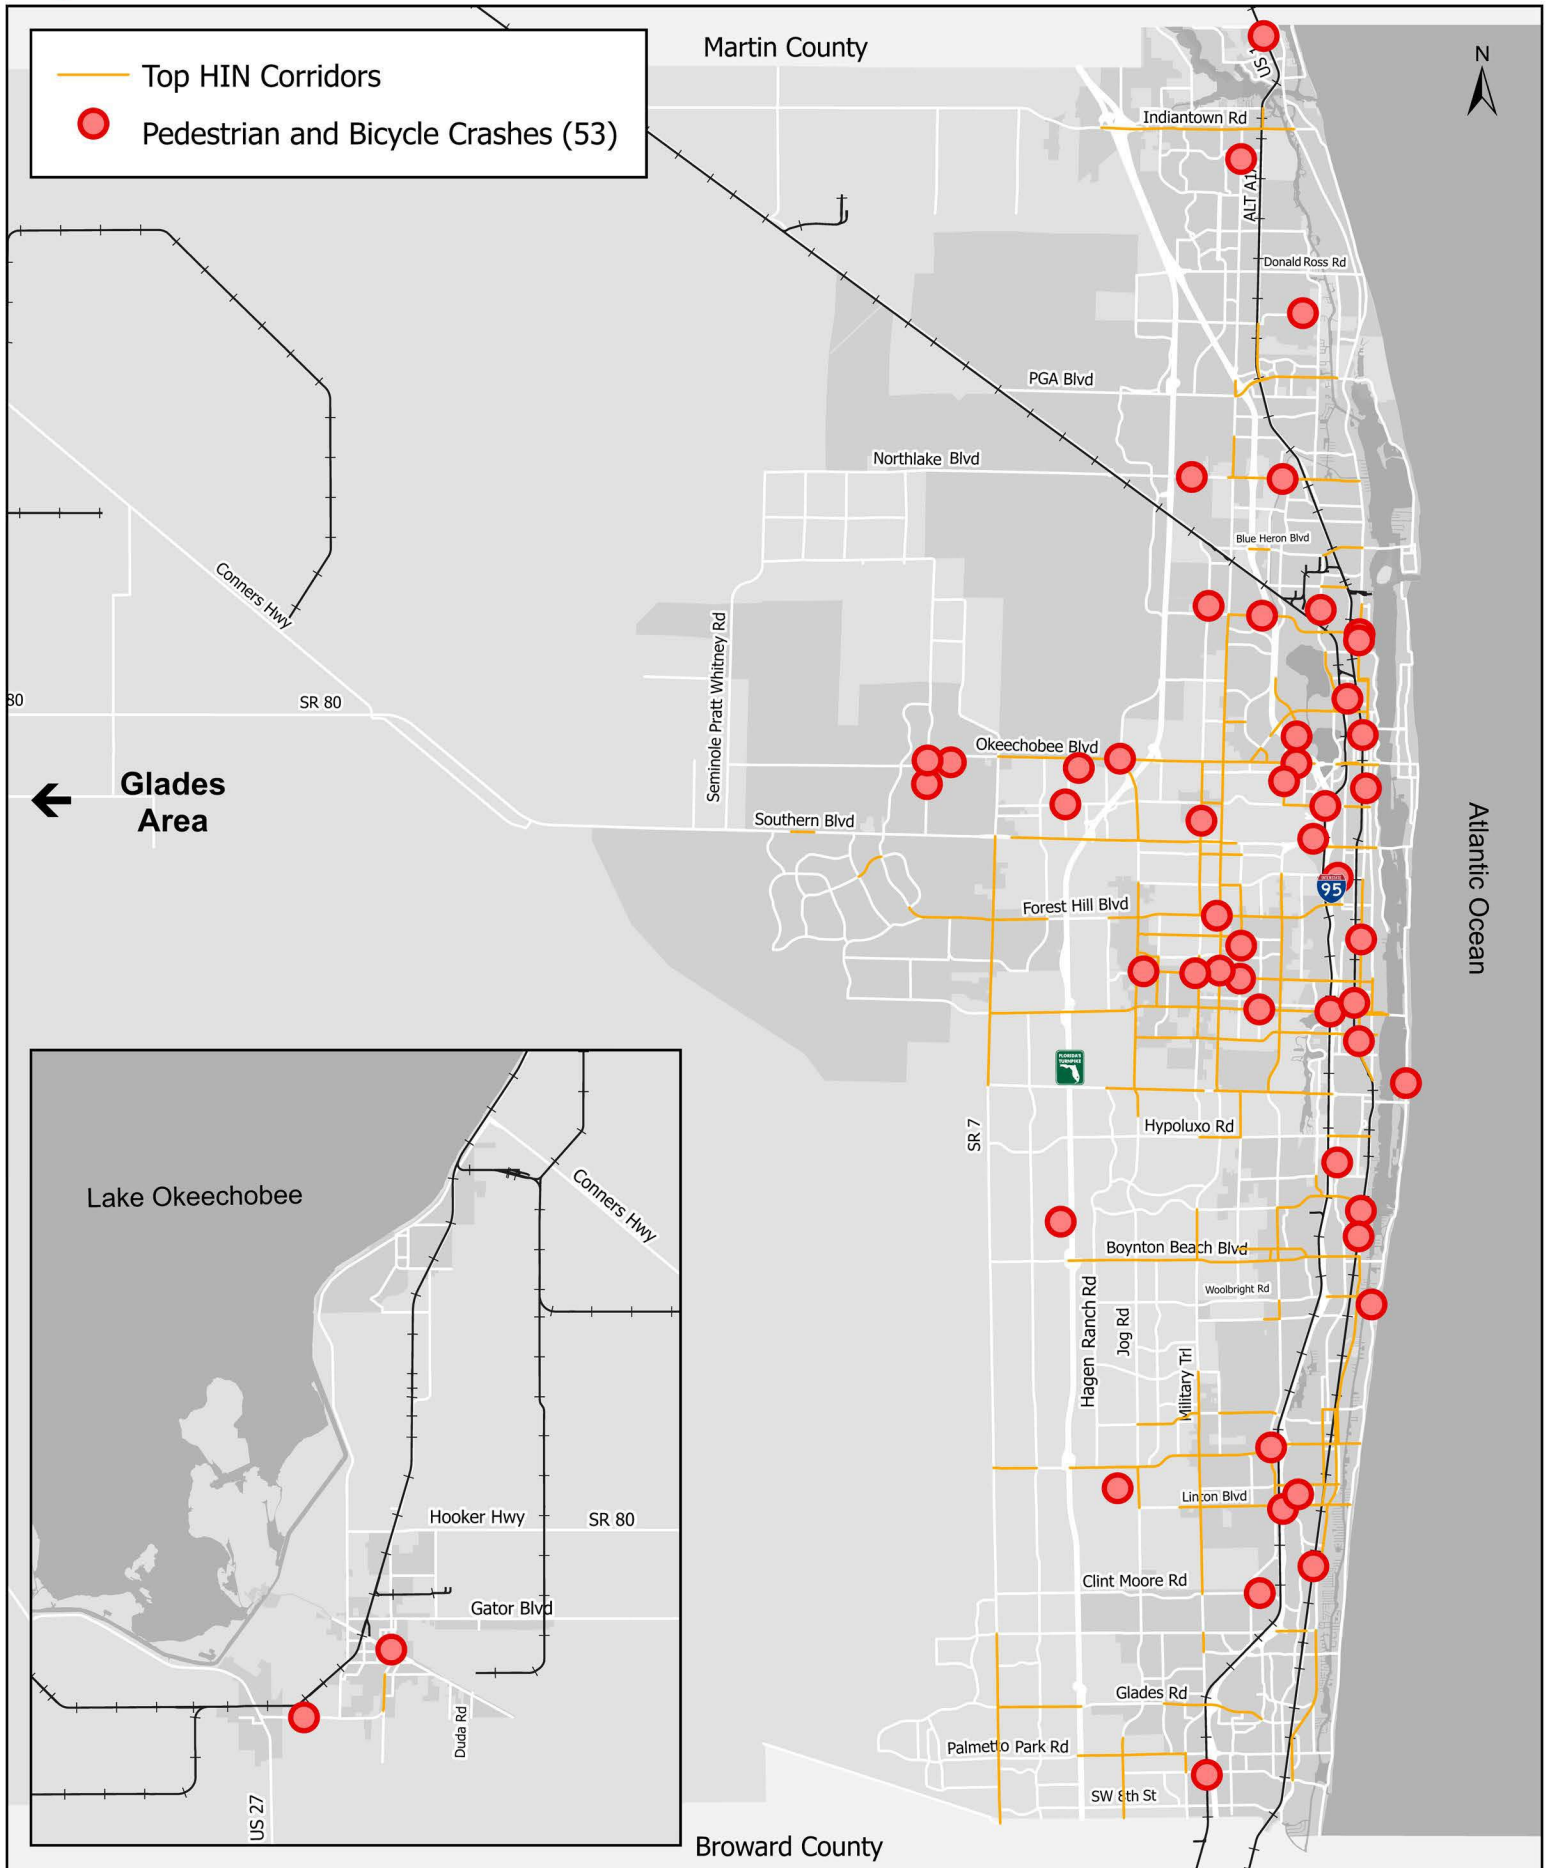 Martin County
N
Top HIN Corridors
Pedestrian and Bicycle Crashes (53)
US 1
Indiantown Rd
ALT A1A
Donald Ross Rd
PGA Blvd
Northlake Blvd
Blue Heron Blvd
Conners Hwy
Seminole Pratt Whitney Rd
80
SR 80
Okeechobee Blvd
Glades
Area
Southern Blvd
Atlantic Ocean
INTERSTATE
95
Forest Hill Blvd
FLORIDA'S
TURNPIKE
SR 7
Hypoluxo Rd
Lake Okeechobee
Conners Hwy
Boynton Beach Blvd
Woolbright Rd
Hagen Ranch Rd
Jog Rd
Military Trl
Linton Blvd
Hooker Hwy
SR 80
Clint Moore Rd
Gator Blvd
Glades Rd
Duda Rd
Palmetto Park Rd
SW 8th St
US 27
Broward County